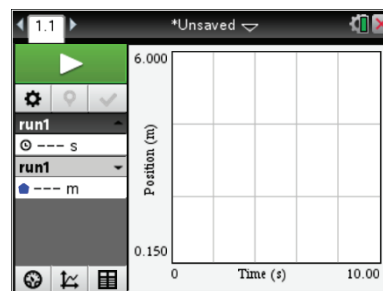 1.1
*Unsaved
run1
--- s
run1
--- m
6.000
Position (m)
0.150
0
Time (s)
10.00